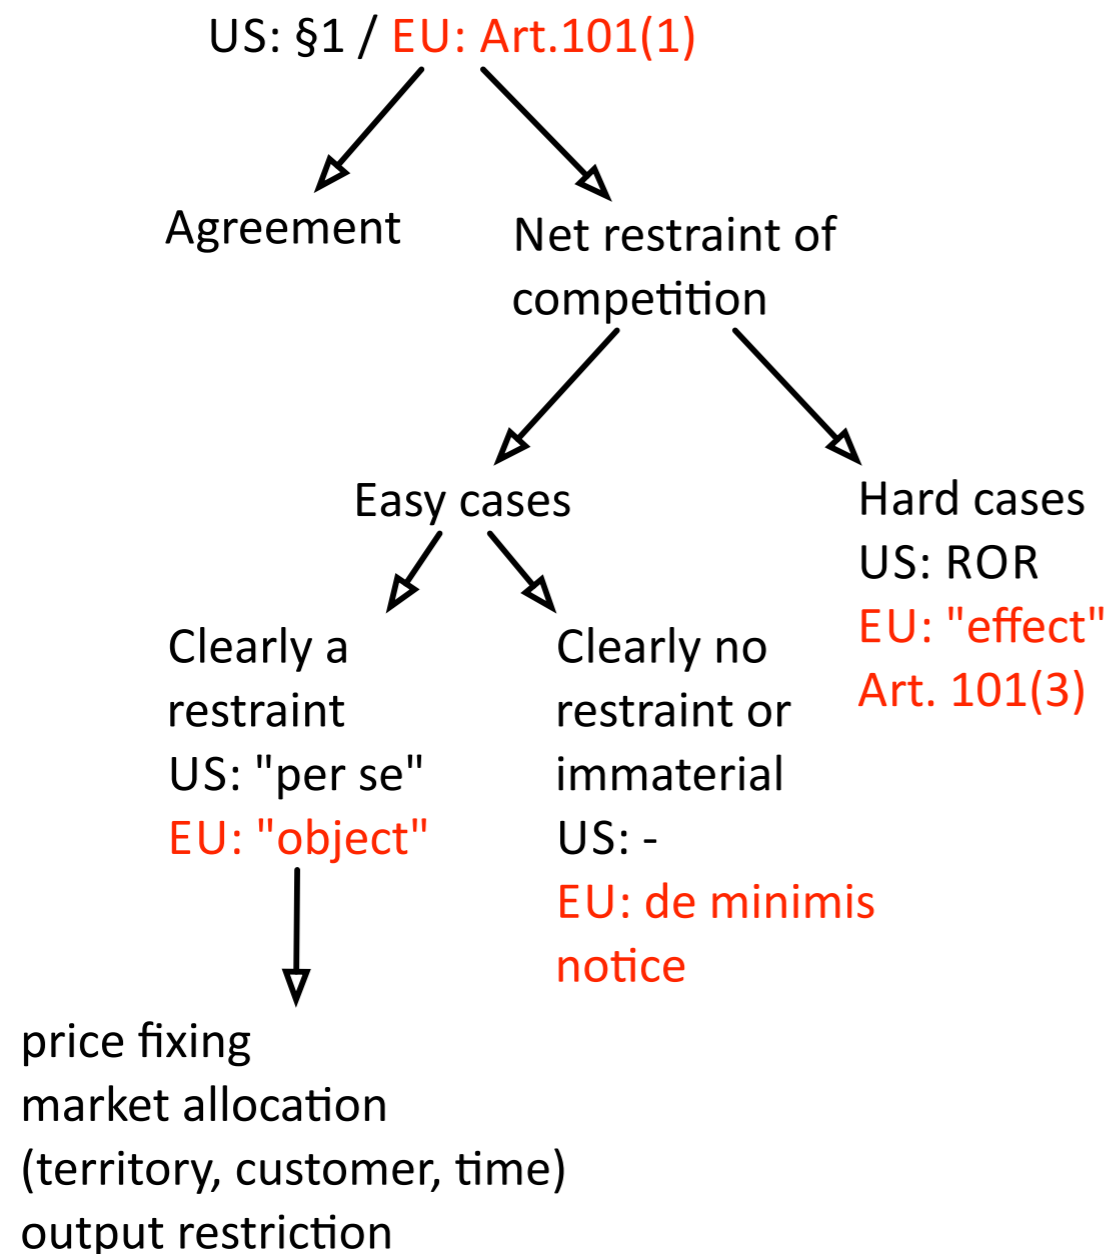 US: §1 / EU: Art.101(1)
Agreement
Net restraint of
competition
Easy cases
Hard cases
US: ROR
EU: "effect"
Art. 101(3)
Clearly a
restraint
US: "per se"
EU: "object"
Clearly no
restraint or
immaterial
US: -
EU: de minimis
notice
price fixing
market allocation
(territory, customer, time)
output restriction